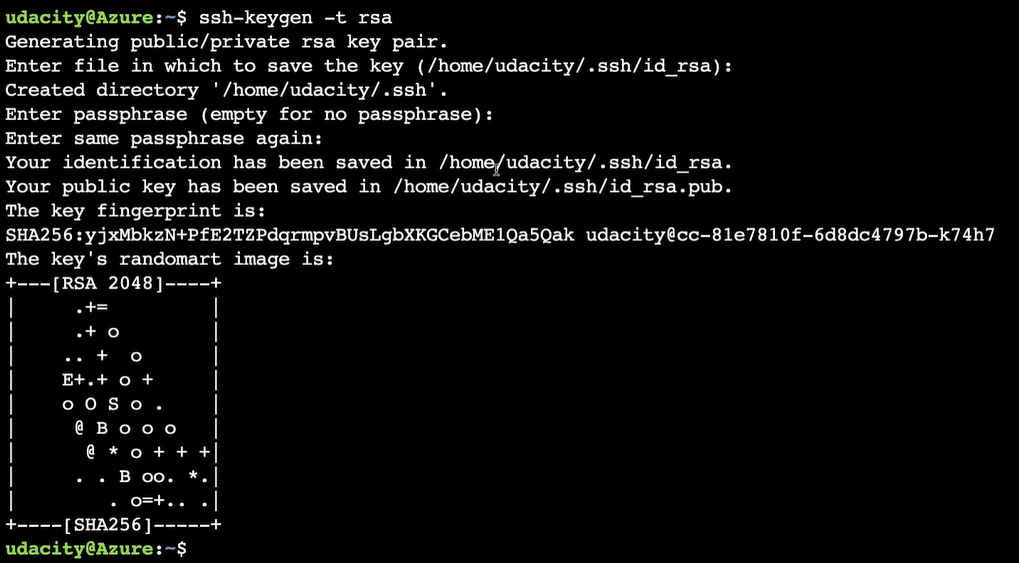 udacity@Azure:~$ ssh-keygen -t rsa
Generating public/private rsa key pair.
Enter file in which to save the key (/home/udacity/.ssh/id_rsa):
Created directory '/home/udacity/.ssh'.
Enter passphrase (empty for no passphrase):
Enter same passphrase again:
Your identification has been saved in /home/udacity/.ssh/id_rsa.
Your public key has been saved in /home/udacity/.ssh/id_rsa.pub.
The key fingerprint is:
SHA256:yjxMbkzN+PfE2TZPdqrmpvBUsLgbXKGCebME1Qa5Qak udacity@cc-81e7810f-6d8dc4797b-k74h7
The key's randomart image is:
+---[RSA 2048]----+
|     .+=         |
|     .+ o        |
|    .. +  o      |
|    E+.+ o +     |
|    o O S o .    |
|     @ B o o o   |
|      @ * o + + +|
|     . . B oo. *.|
|        . o=+.. .|
+----[SHA256]-----+
udacity@Azure:~$